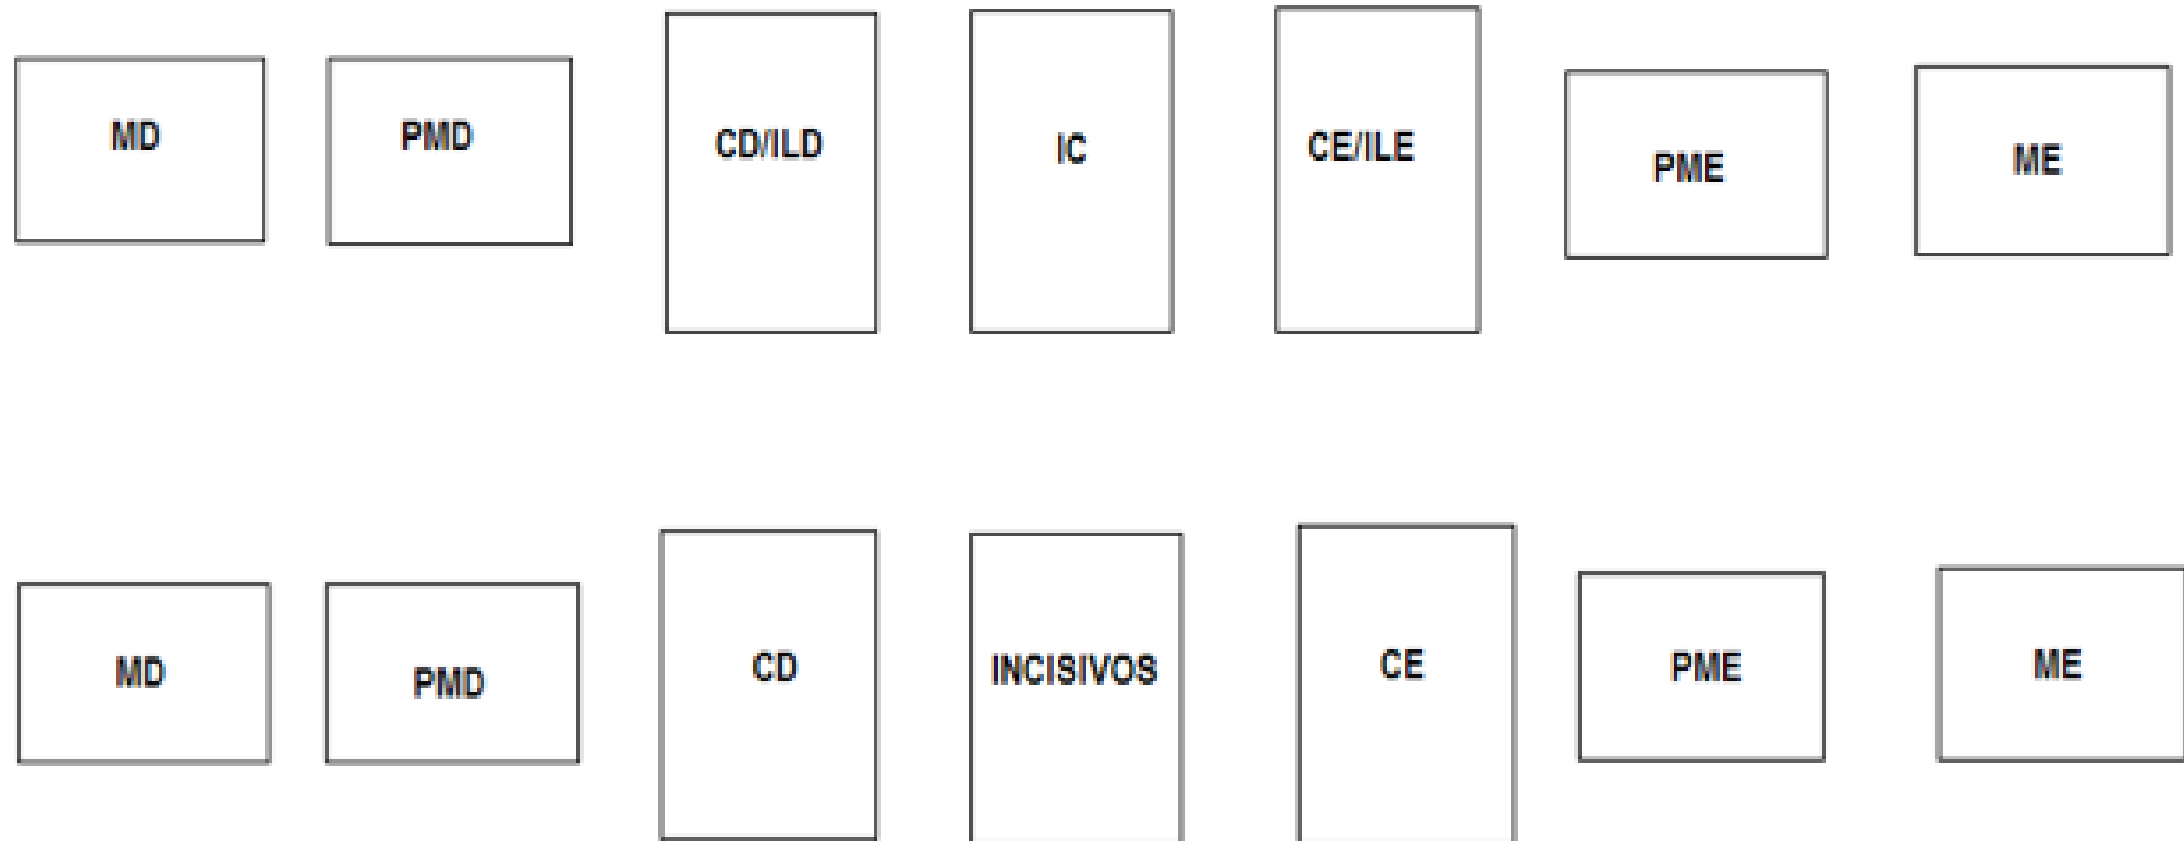 MD PMD CD/ILD IC CE/ILE PME ME
MD PMD CD INCISIVOS CE PME ME